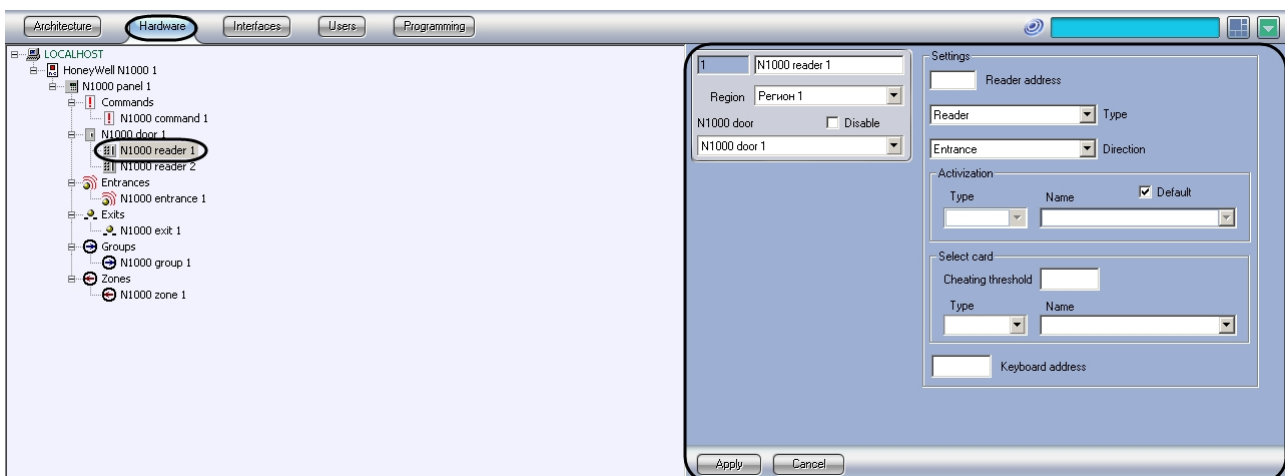 Architecture Hardware Interfaces Users Programming
LOCALHOST
HoneyWell N1000 1
N1000 panel 1
Commands
N1000 command 1
N1000 door 1
N1000 reader 1
N1000 reader 2
Entrances
N1000 entrance 1
Exits
N1000 exit 1
Groups
N1000 group 1
Zones
N1000 zone 1
1 N1000 reader 1
Region Регион 1
N1000 door Disable
N1000 door 1
Settings
Reader address
Reader Type
Entrance Direction
Activization
Type Name Default
Select card
Cheating threshold
Type Name
Keyboard address
Apply Cancel